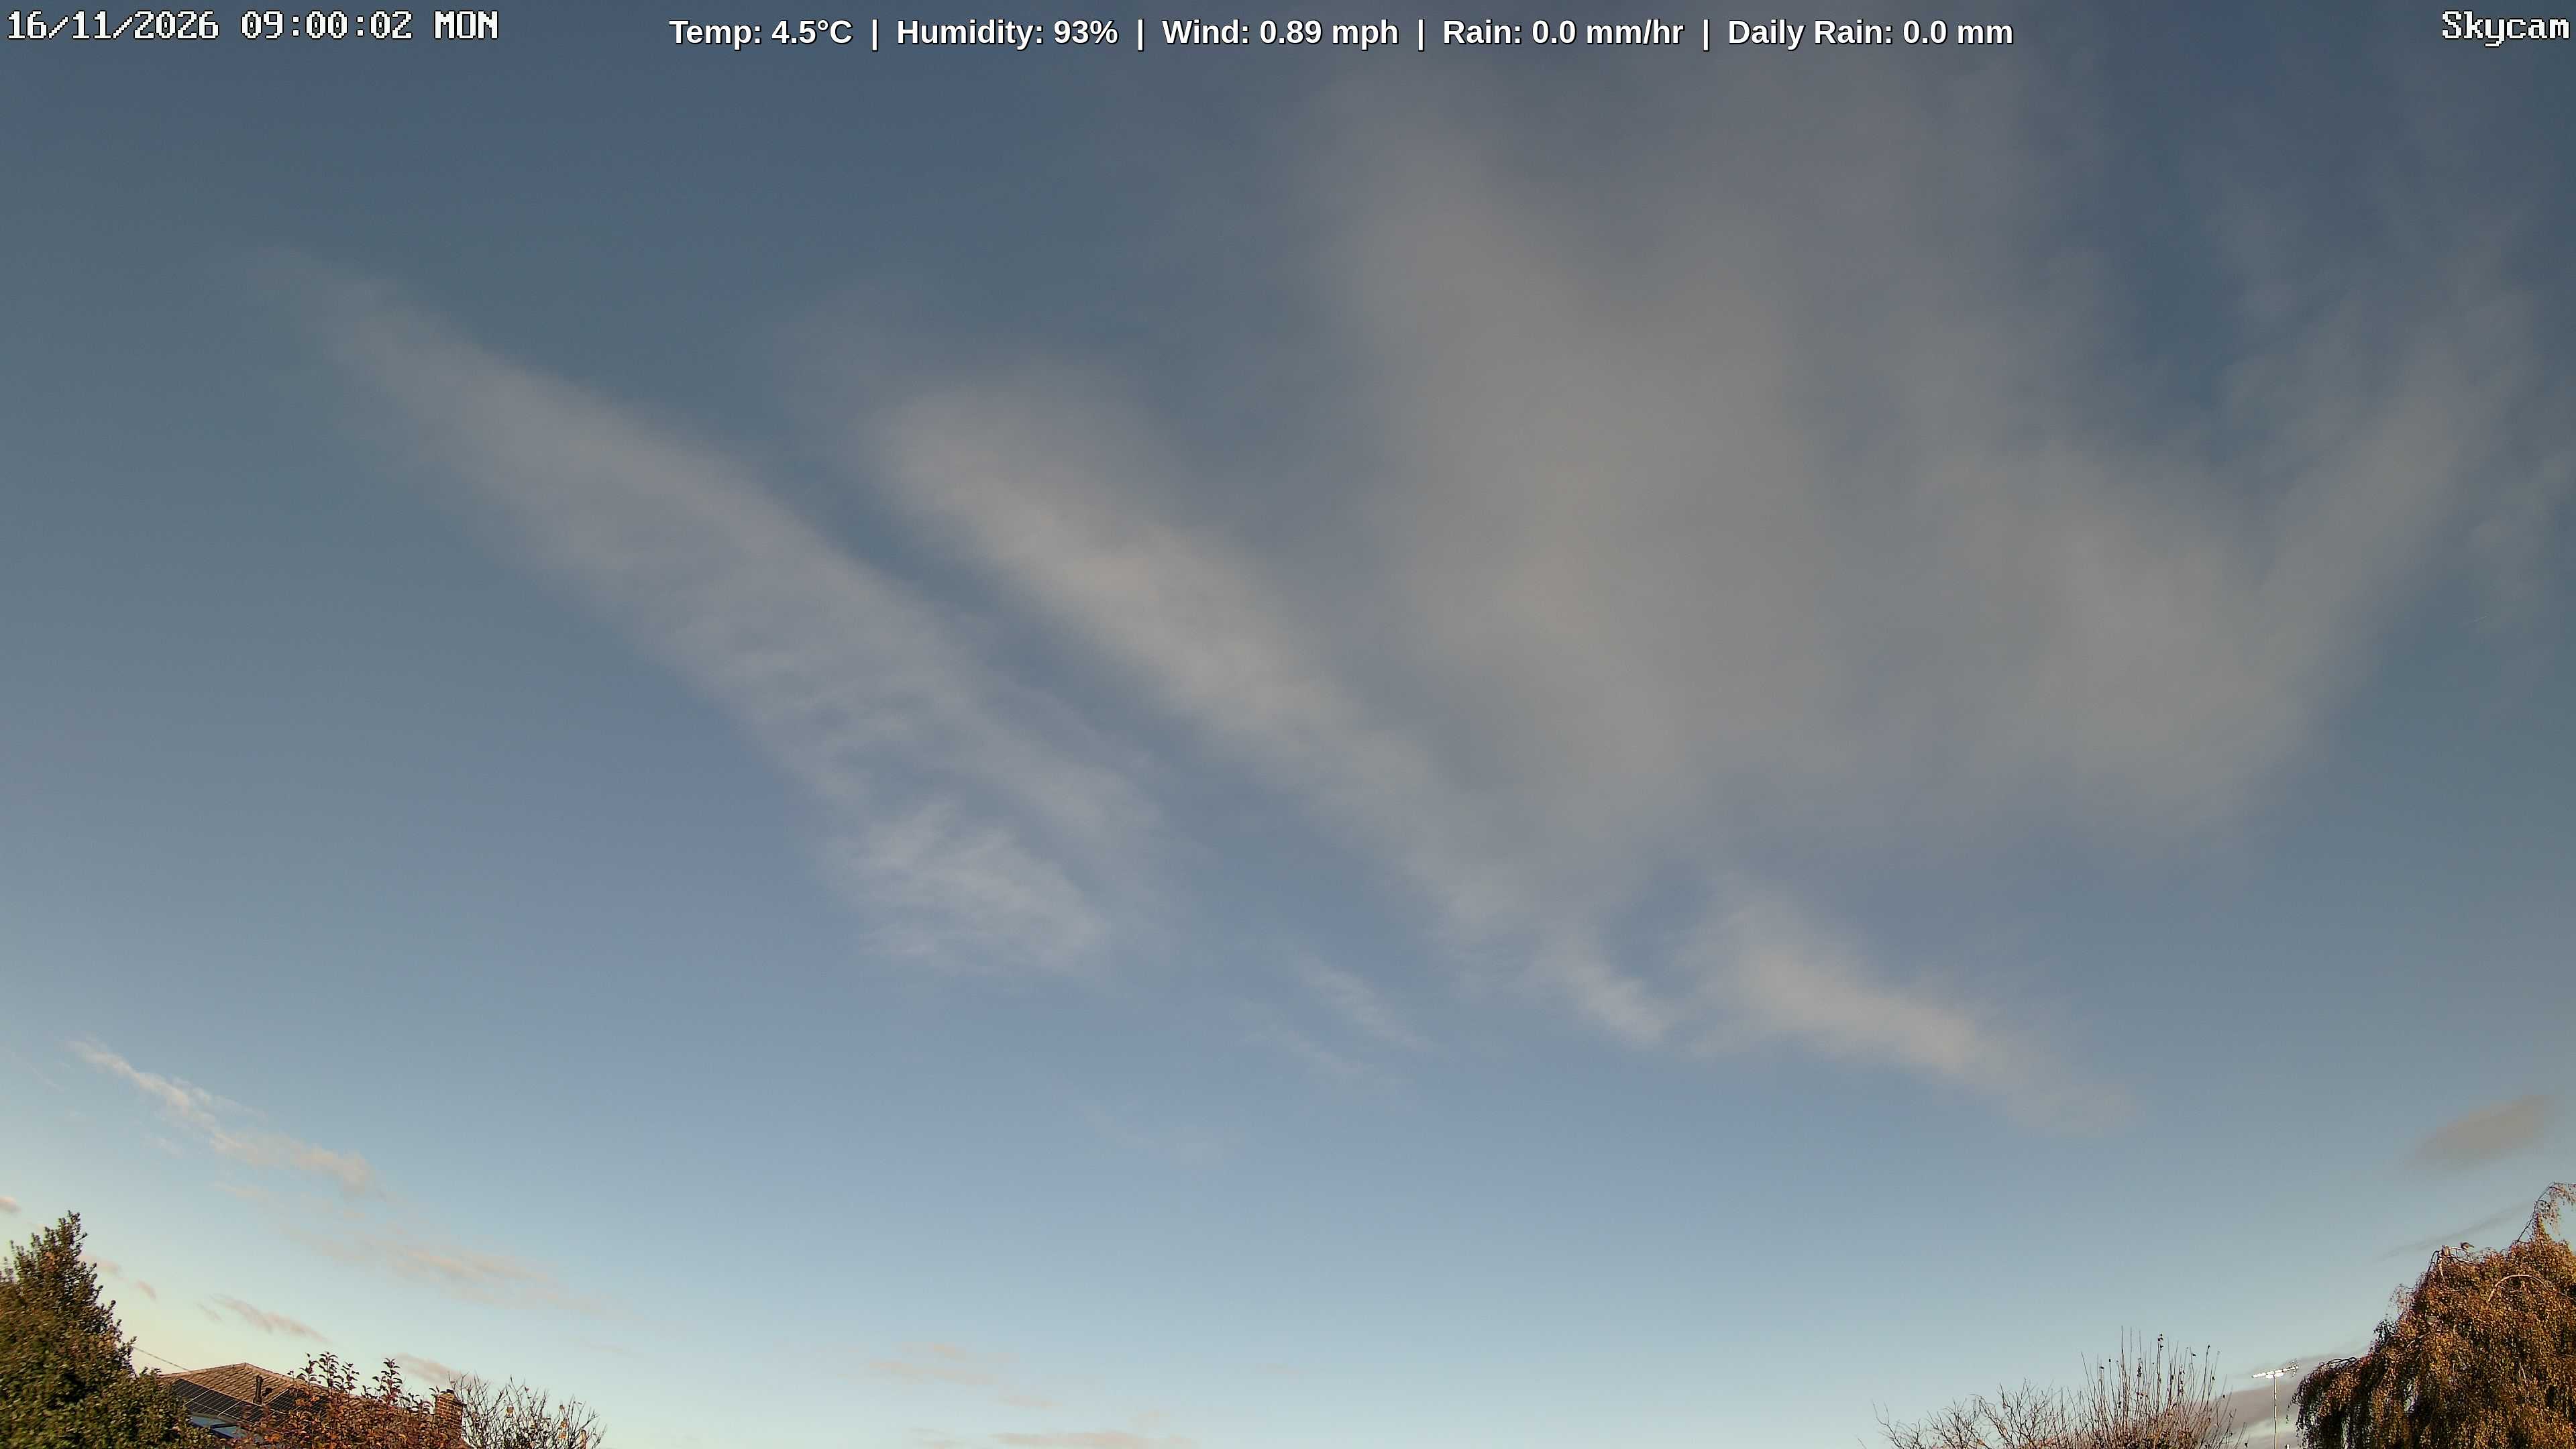 16/11/2026 09:00:02 MON
Temp: 4.5°C | Humidity: 93% | Wind: 0.89 mph | Rain: 0.0 mm/hr | Daily Rain: 0.0 mm
Skycam